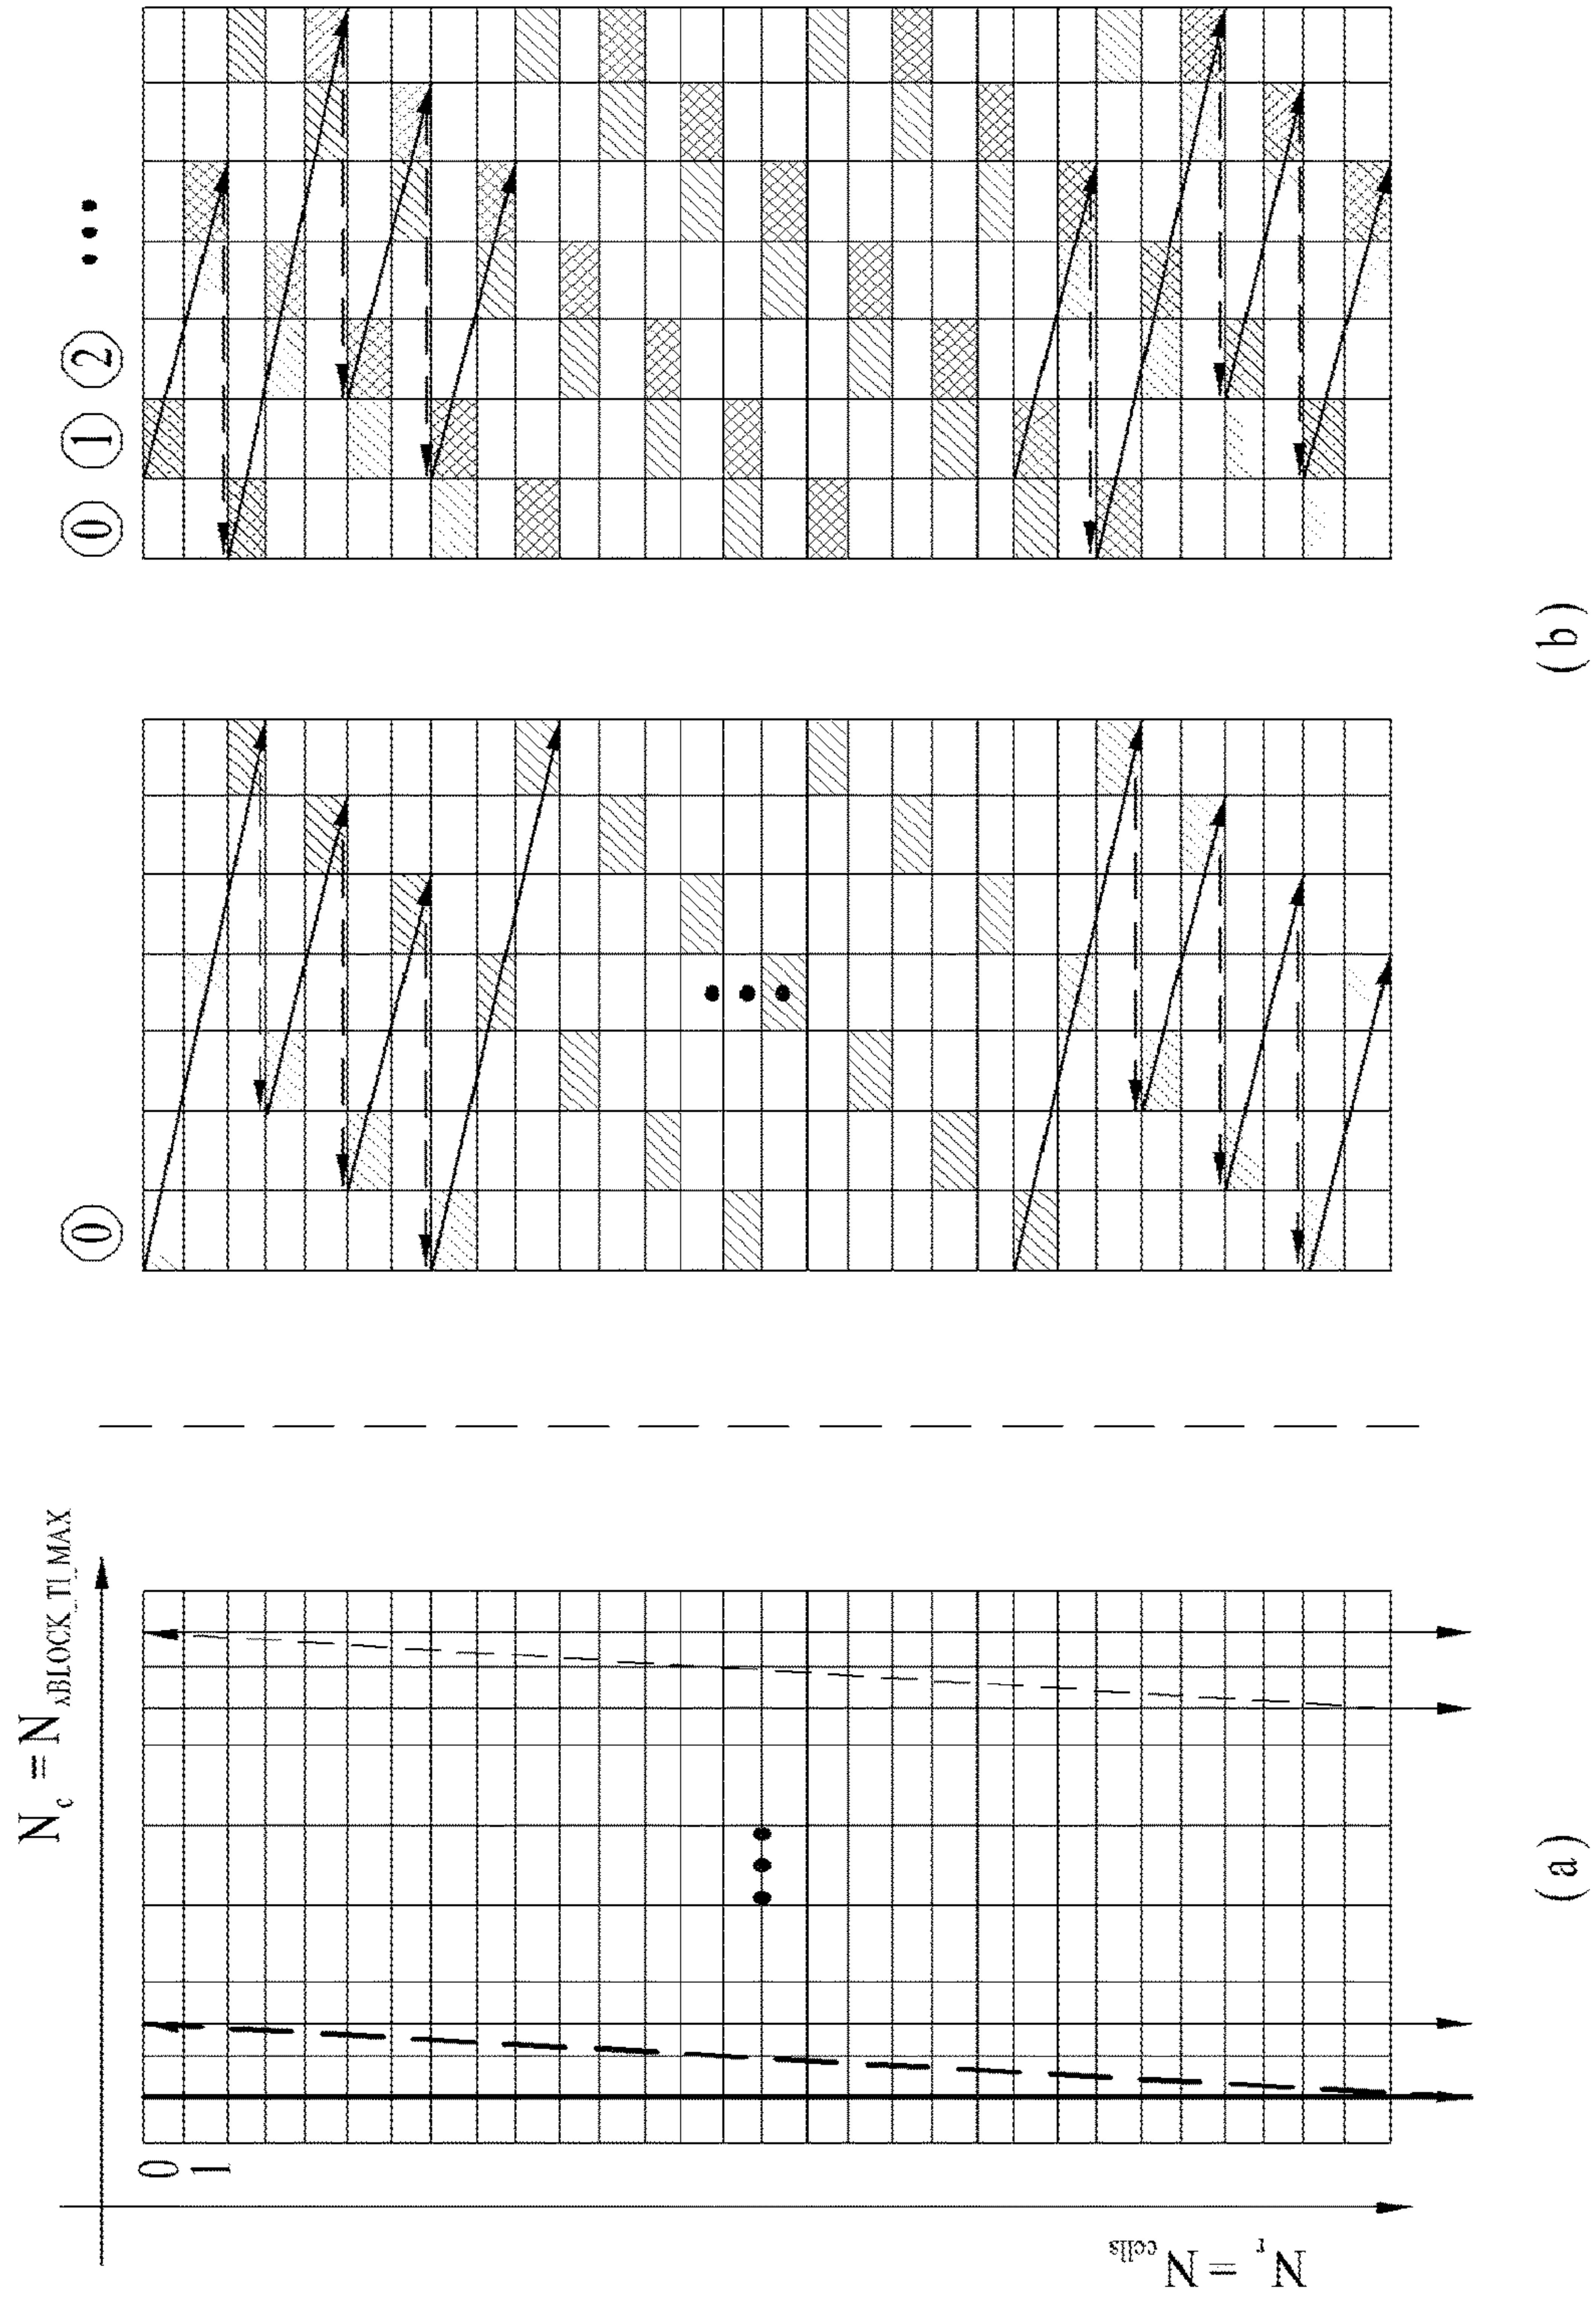 N_c = N_xBLOCK_TI_MAX
0
1
N_r = N_cells
(a)
⓪
⓪ ① ②
(b)